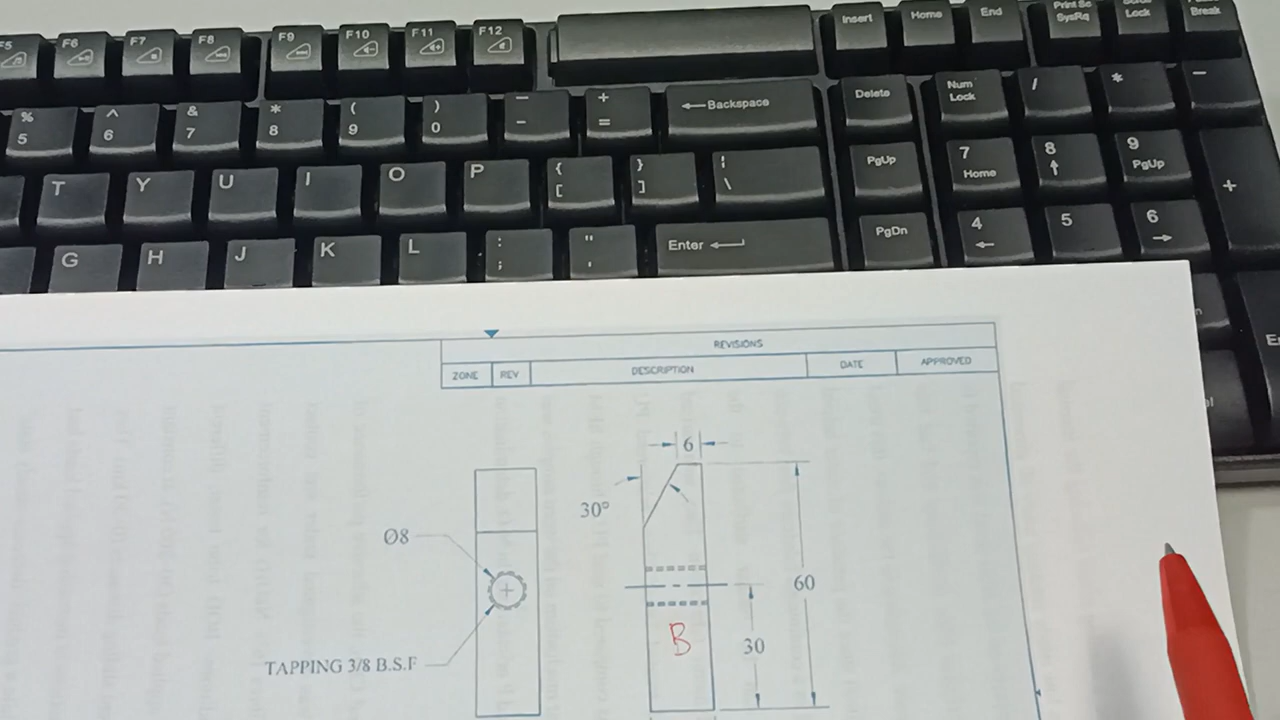 F5 F6 F7 F8 F9 F10 F11 F12 Insert Home End Print Sc SysRq Lock Break
% 5 ^ 6 & 7 * 8 ( 9 ) 0 _ - + = ←Backspace Delete Num Lock / * -
T Y U I O P { [ } ] ¦ \ PgUp 7 Home 8 ↑ 9 PgUp +
G H J K L : ; " ' Enter PgDn 4 ← 5 6 →
REVISIONS
ZONE REV DESCRIPTION DATE APPROVED
6
30°
Ø8
60
B
30
TAPPING 3/8 B.S.F